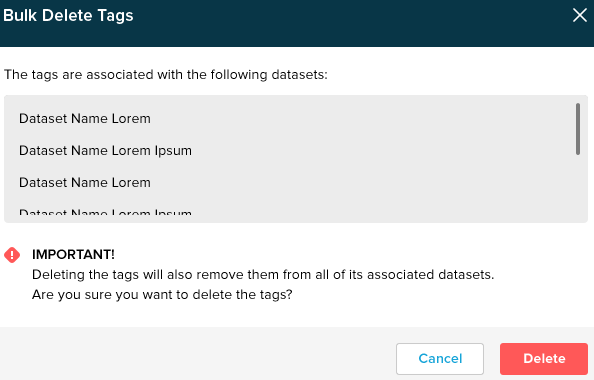 Bulk Delete Tags
The tags are associated with the following datasets:
Dataset Name Lorem
Dataset Name Lorem Ipsum
Dataset Name Lorem
Dataset Name Lorem Ipsum
IMPORTANT!
Deleting the tags will also remove them from all of its associated datasets.
Are you sure you want to delete the tags?
Cancel
Delete